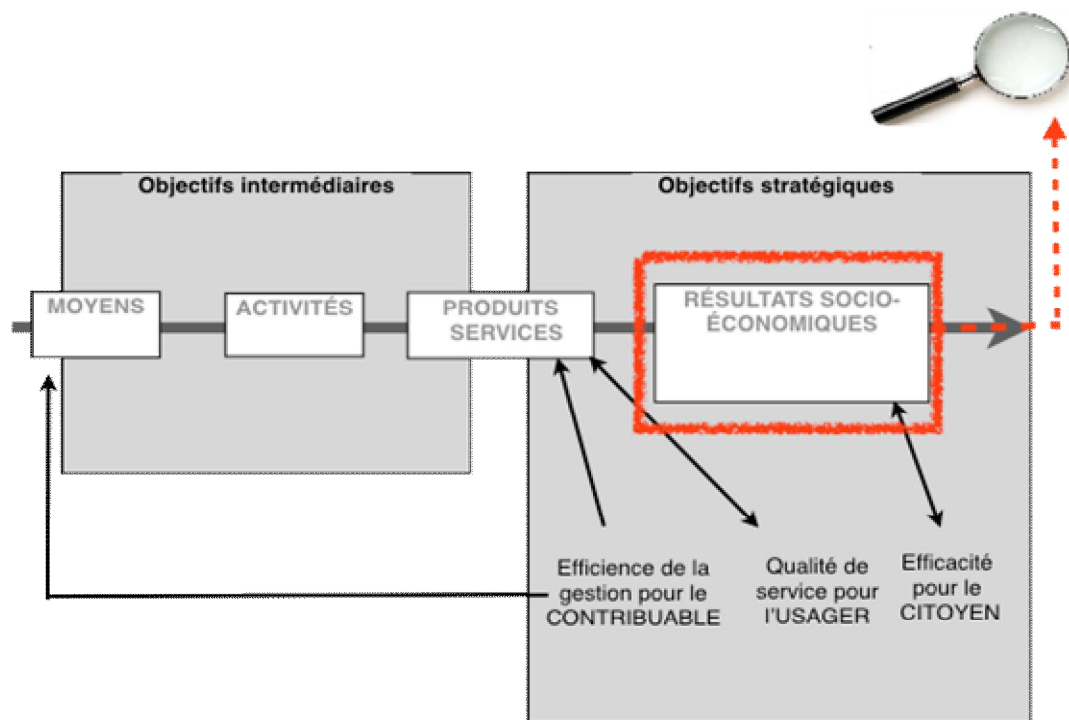 Objectifs intermédiaires
Objectifs stratégiques
MOYENS
ACTIVITÉS
PRODUITS
SERVICES
RÉSULTATS SOCIO-
ÉCONOMIQUES
Efficience de la
gestion pour le
CONTRIBUABLE
Qualité de
service pour
l'USAGER
Efficacité
pour le
CITOYEN